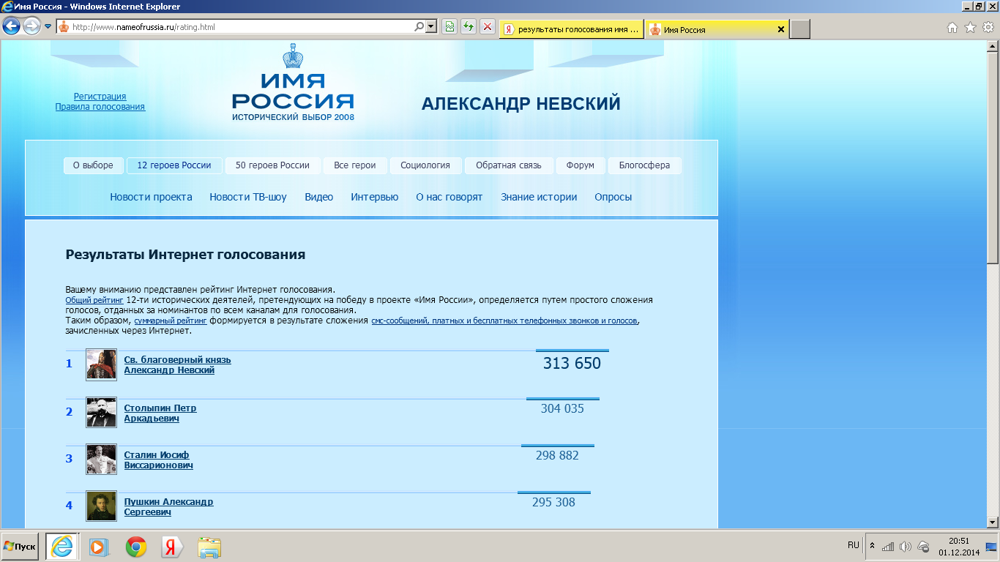 Имя Россия - Windows Internet Explorer
http://www.nameofrussia.ru/rating.html
результаты голосования имя ...
Имя Россия
Регистрация
Правила голосования
ИМЯ
РОССИЯ
ИСТОРИЧЕСКИЙ ВЫБОР 2008
АЛЕКСАНДР НЕВСКИЙ
О выборе
12 героев России
50 героев России
Все герои
Социология
Обратная связь
Форум
Блогосфера
Новости проекта
Новости ТВ-шоу
Видео
Интервью
О нас говорят
Знание истории
Опросы
Результаты Интернет голосования
Вашему вниманию представлен рейтинг Интернет голосования.
Общий рейтинг 12-ти исторических деятелей, претендующих на победу в проекте «Имя России», определяется путем простого сложения
голосов, отданных за номинантов по всем каналам для голосования.
Таким образом, суммарный рейтинг формируется в результате сложения смс-сообщений, платных и бесплатных телефонных звонков и голосов,
зачисленных через Интернет.
1
Св. благоверный князь
Александр Невский
313 650
2
Столыпин Петр
Аркадьевич
304 035
3
Сталин Иосиф
Виссарионович
298 882
4
Пушкин Александр
Сергеевич
295 308
Пуск
Я
RU
20:51
01.12.2014